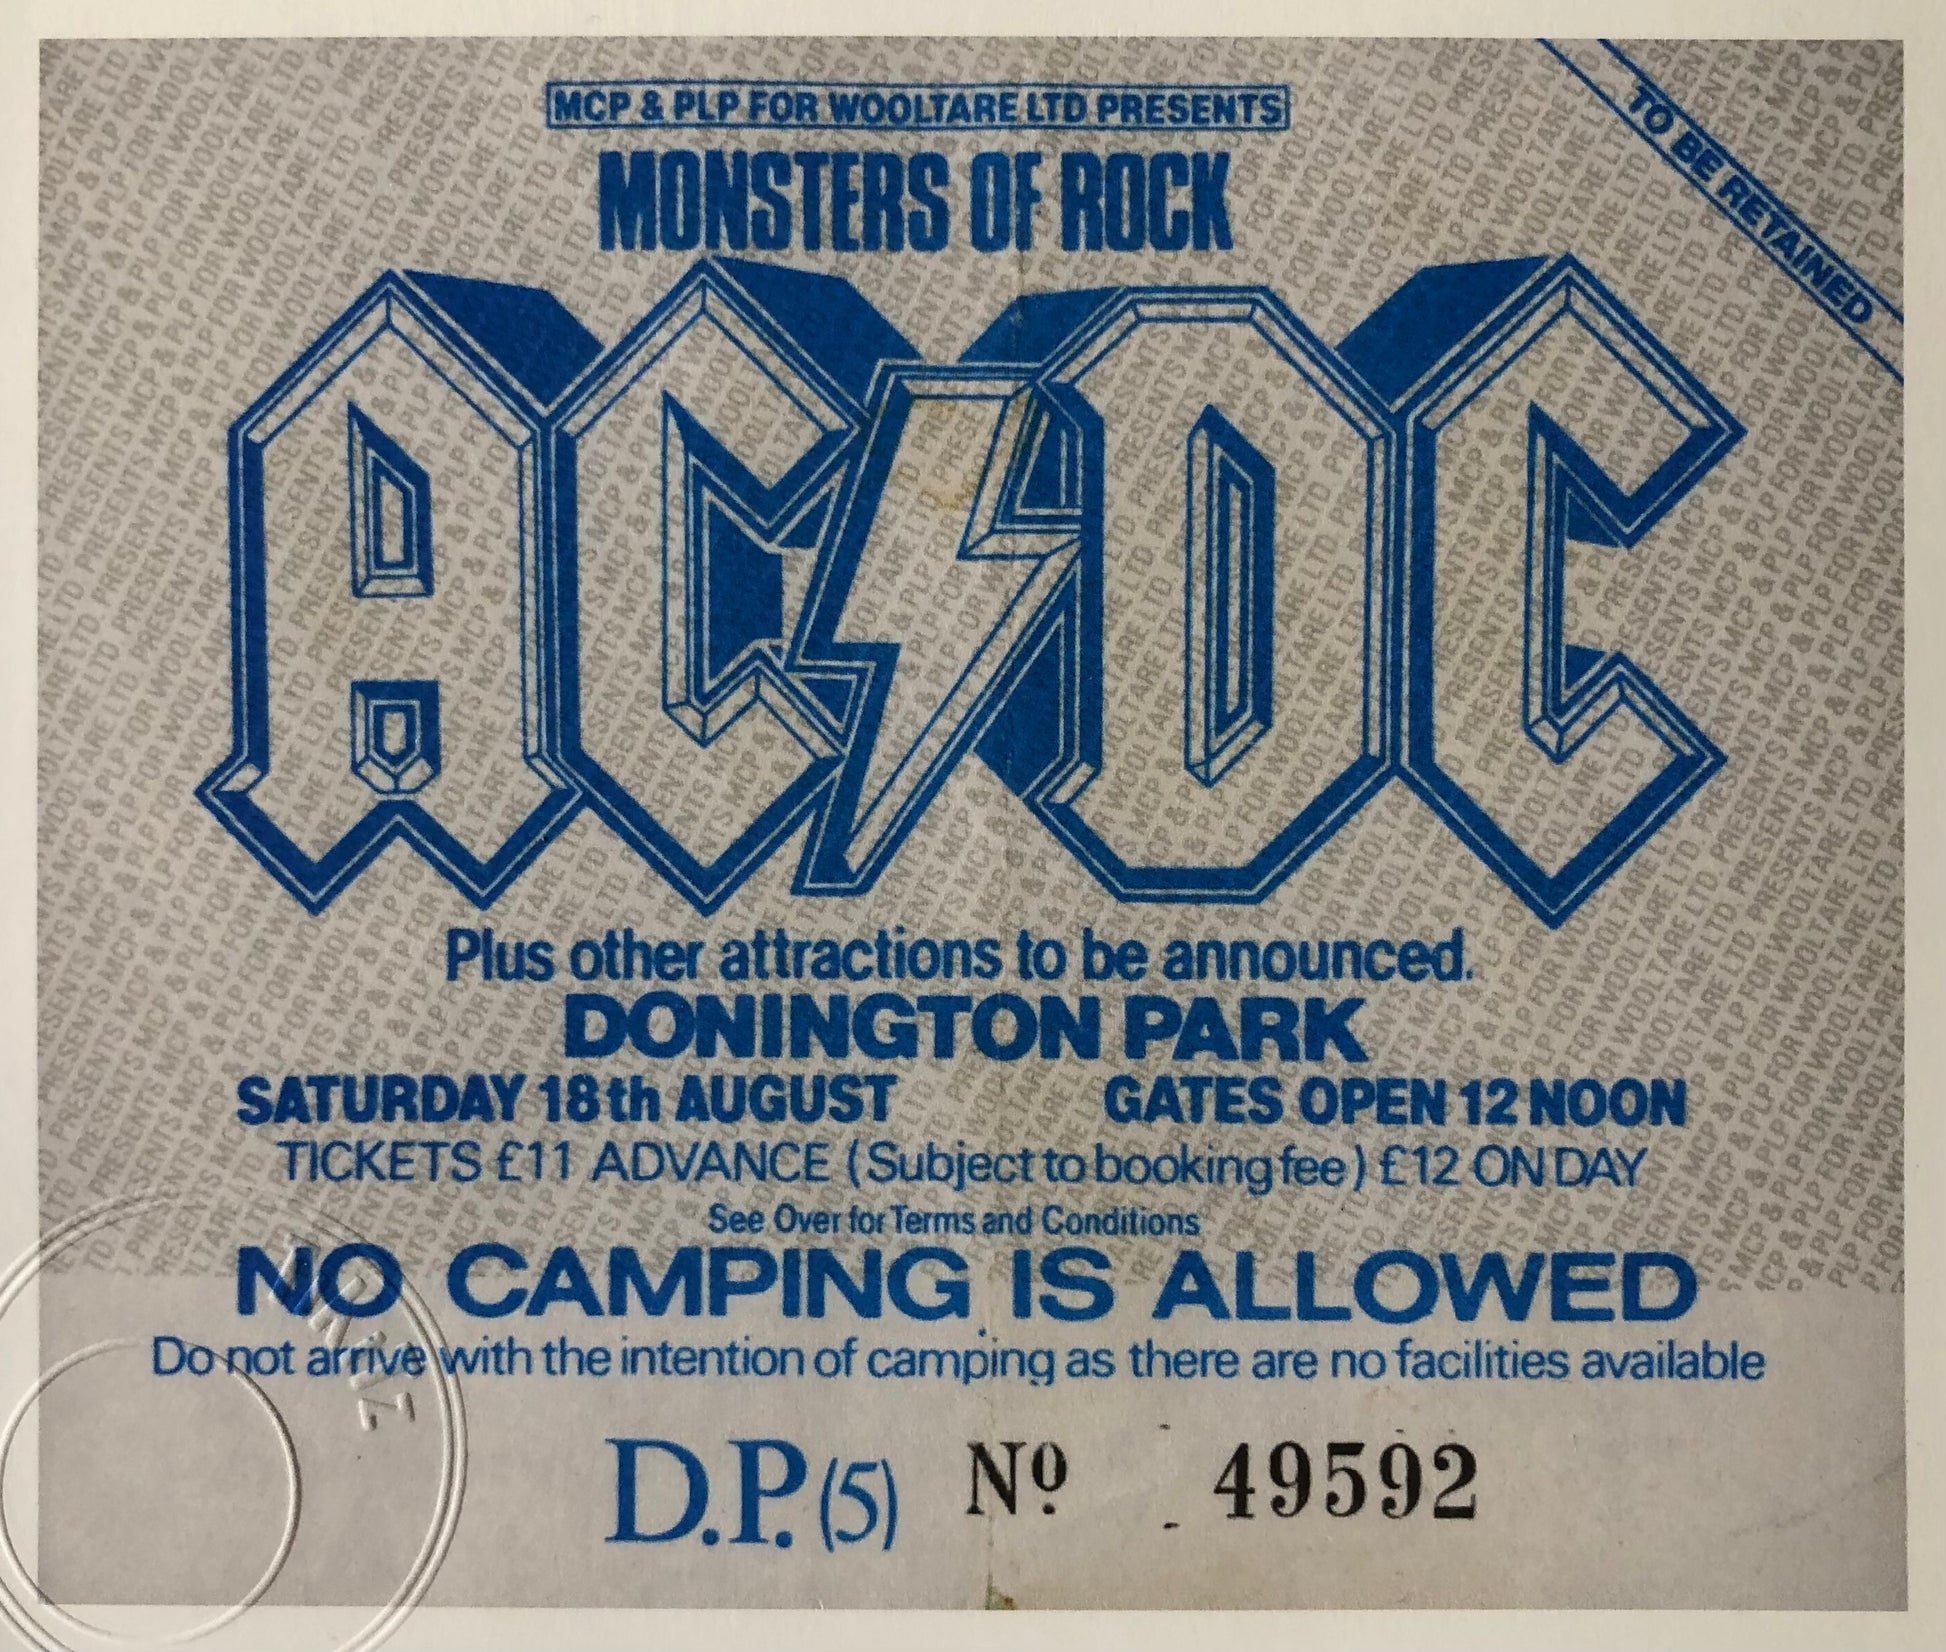 MCP & PLP FOR WOOLTARE LTD PRESENTS
TO BE RETAINED
MONSTERS OF ROCK
AC DC
Plus other attractions to be announced.
DONINGTON PARK
SATURDAY 18th AUGUST GATES OPEN 12 NOON
TICKETS £11 ADVANCE (Subject to booking fee) £12 ON DAY
See Over for Terms and Conditions
NO CAMPING IS ALLOWED
Do not arrive with the intention of camping as there are no facilities available
D.P. (5) Nº 49592